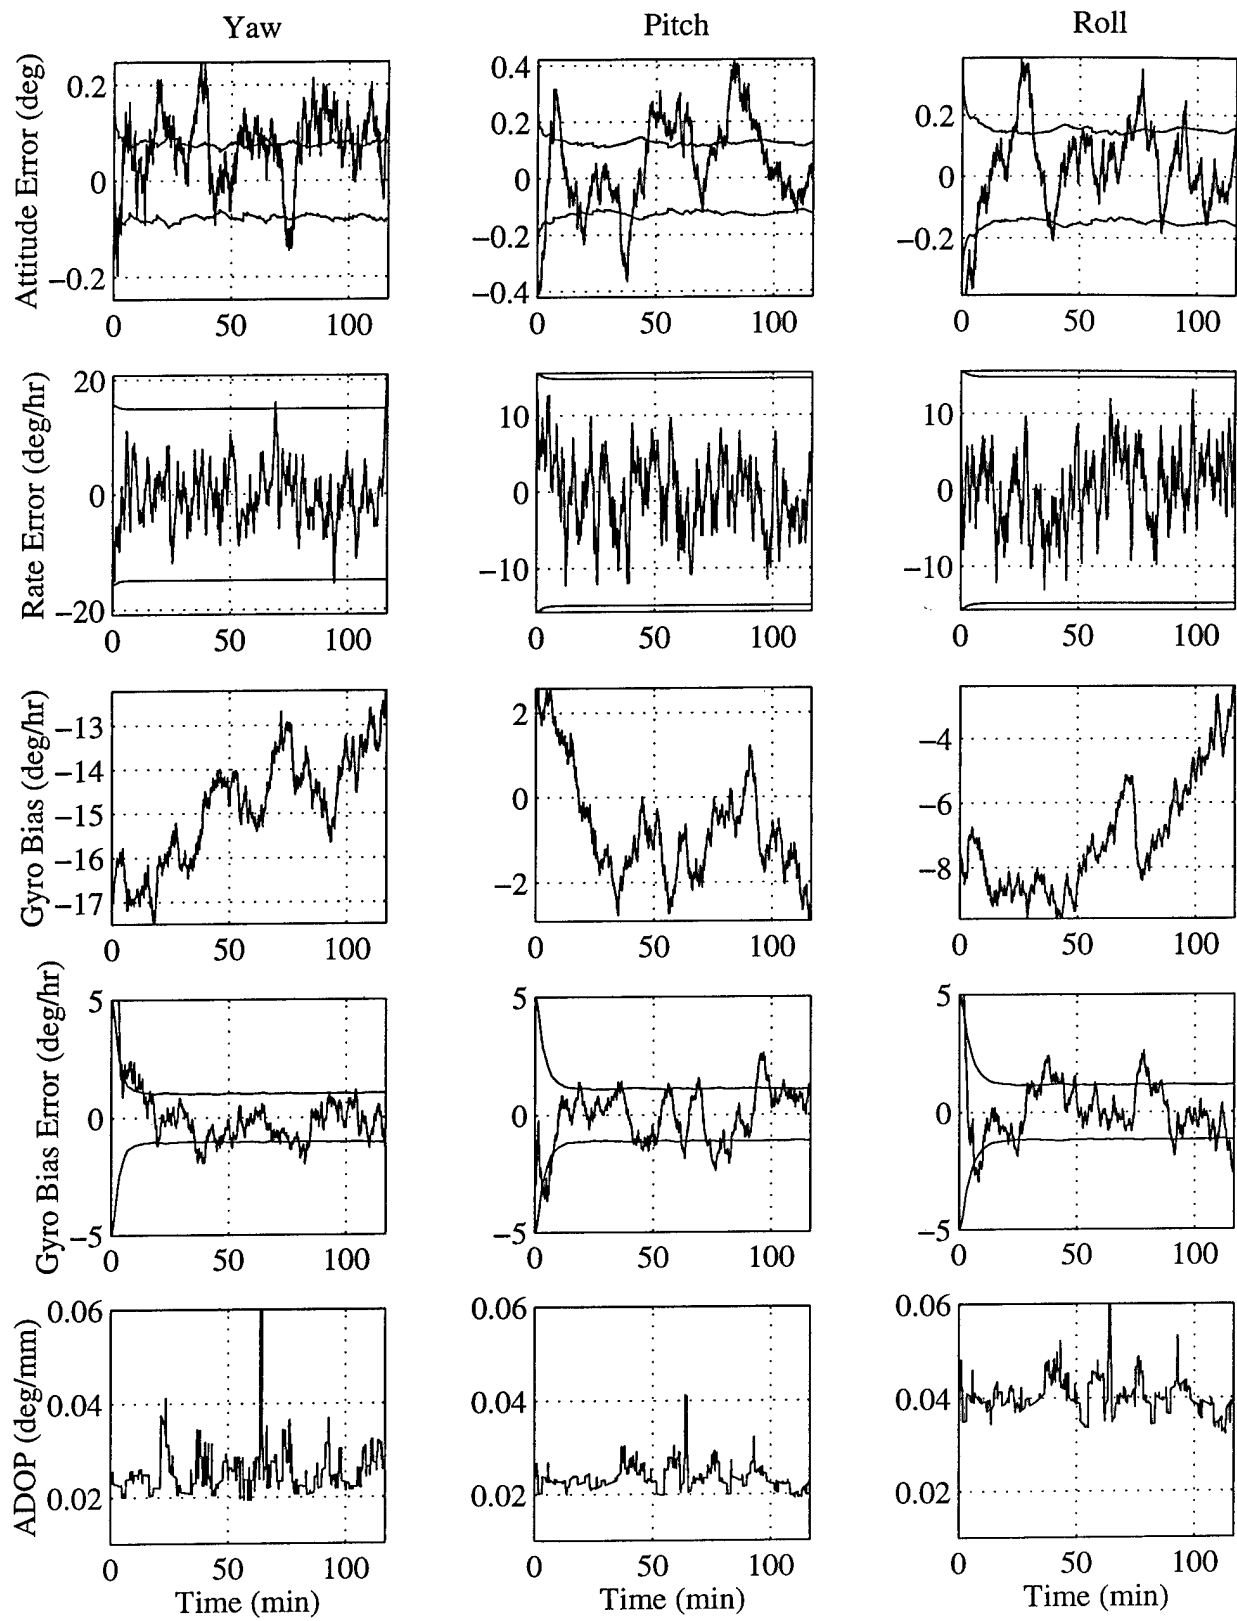 Yaw Pitch Roll
Attitude Error (deg)
0.2
0
−0.2
0 50 100
0.4
0.2
0
−0.2
−0.4
0 50 100
0.2
0
−0.2
0 50 100
Rate Error (deg/hr)
20
0
−20
0 50 100
10
0
−10
0 50 100
10
0
−10
0 50 100
Gyro Bias (deg/hr)
−13
−14
−15
−16
−17
0 50 100
2
0
−2
0 50 100
−4
−6
−8
0 50 100
Gyro Bias Error (deg/hr)
5
0
−5
0 50 100
5
0
−5
0 50 100
5
0
−5
0 50 100
ADOP (deg/mm)
0.06
0.04
0.02
0 50 100
Time (min)
0.06
0.04
0.02
0 50 100
Time (min)
0.06
0.04
0.02
0 50 100
Time (min)